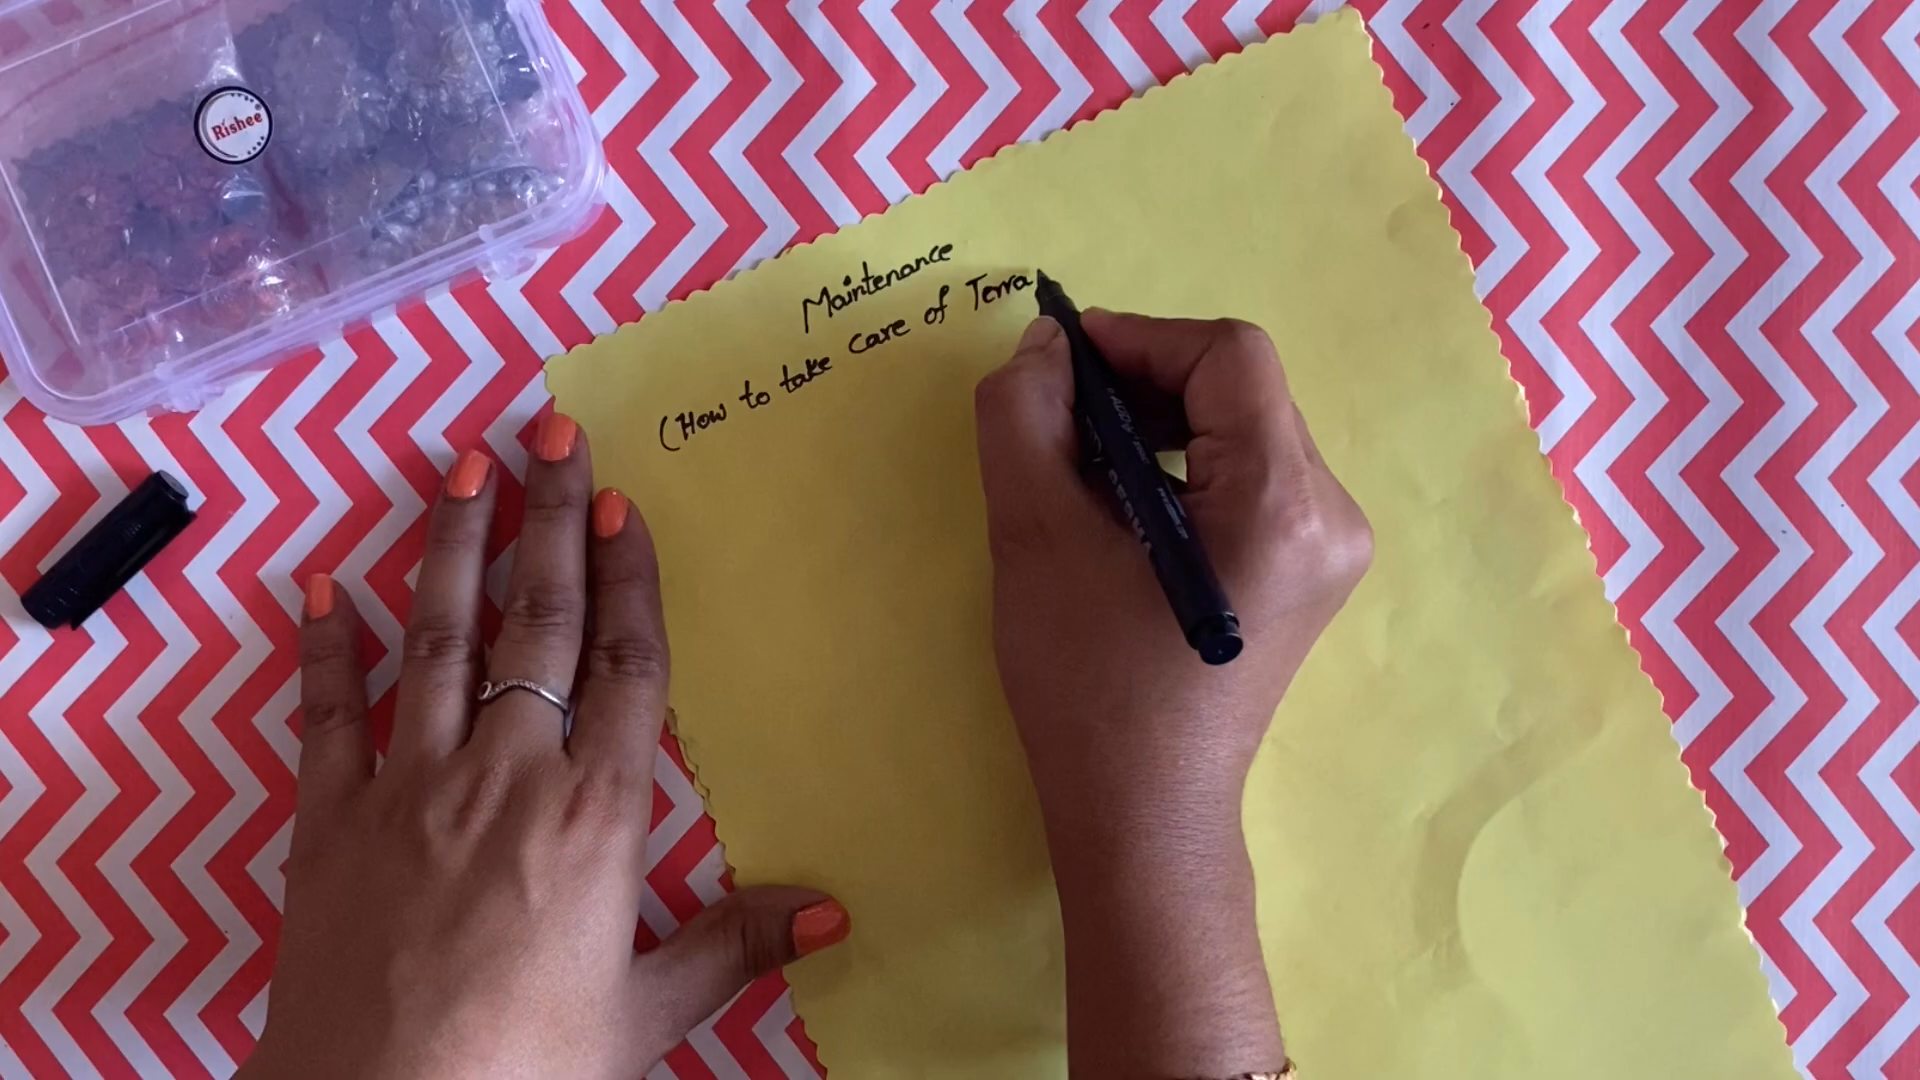 Rishee
Maintenance
(How to take care of Terra